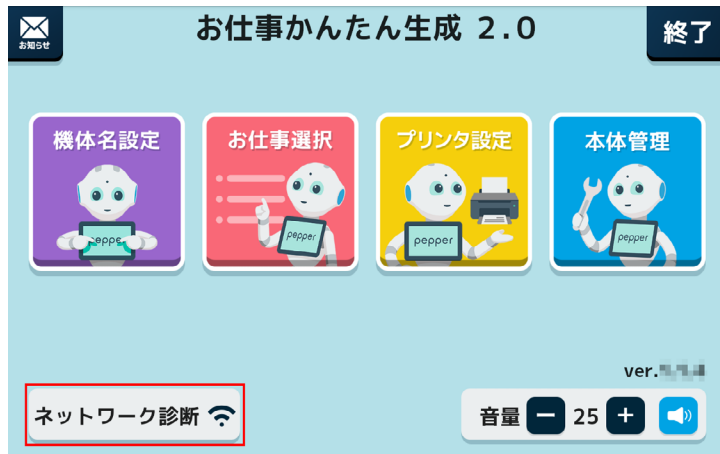 お知らせ
お仕事かんたん生成 2.0
終了
機体名設定
お仕事選択
プリンタ設定
本体管理
pepper
pepper
pepper
ver.
ネットワーク診断
音量 − 25 +